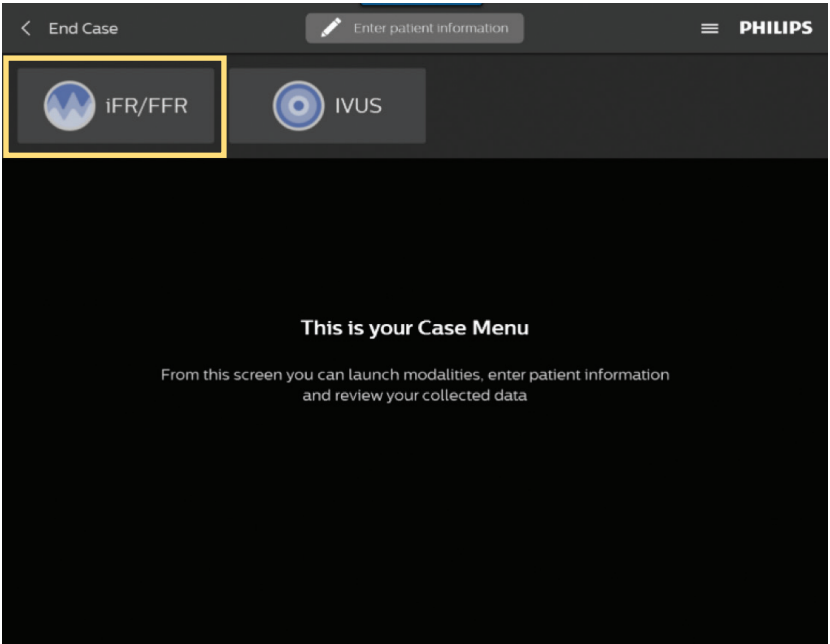 End Case
Enter patient information
PHILIPS
iFR/FFR
IVUS
This is your Case Menu
From this screen you can launch modalities, enter patient information
and review your collected data